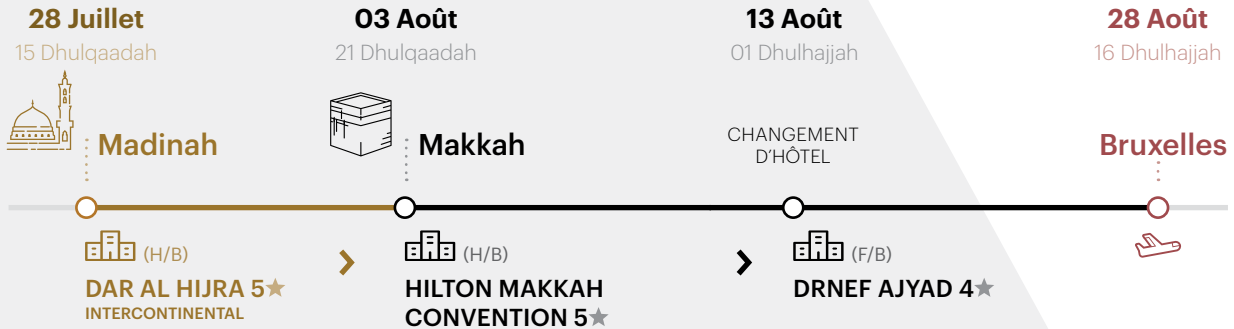 28 Juillet
15 Dhulqaadah
03 Août
21 Dhulqaadah
13 Août
01 Dhulhajjah
28 Août
16 Dhulhajjah
Madinah
Makkah
CHANGEMENT
D'HÔTEL
Bruxelles
(H/B)
DAR AL HIJRA 5★
INTERCONTINENTAL
(H/B)
HILTON MAKKAH
CONVENTION 5★
(F/B)
DRNEF AJYAD 4★